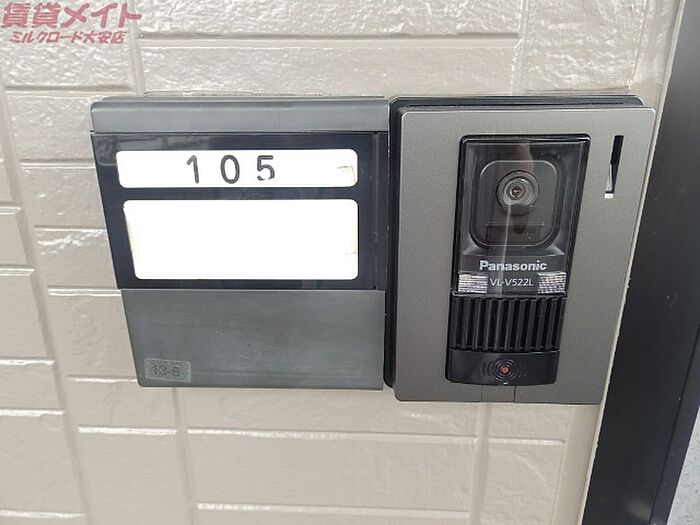 賃貸メイト
ミルクロード大安店
105
Panasonic
VL-V522L
13-6